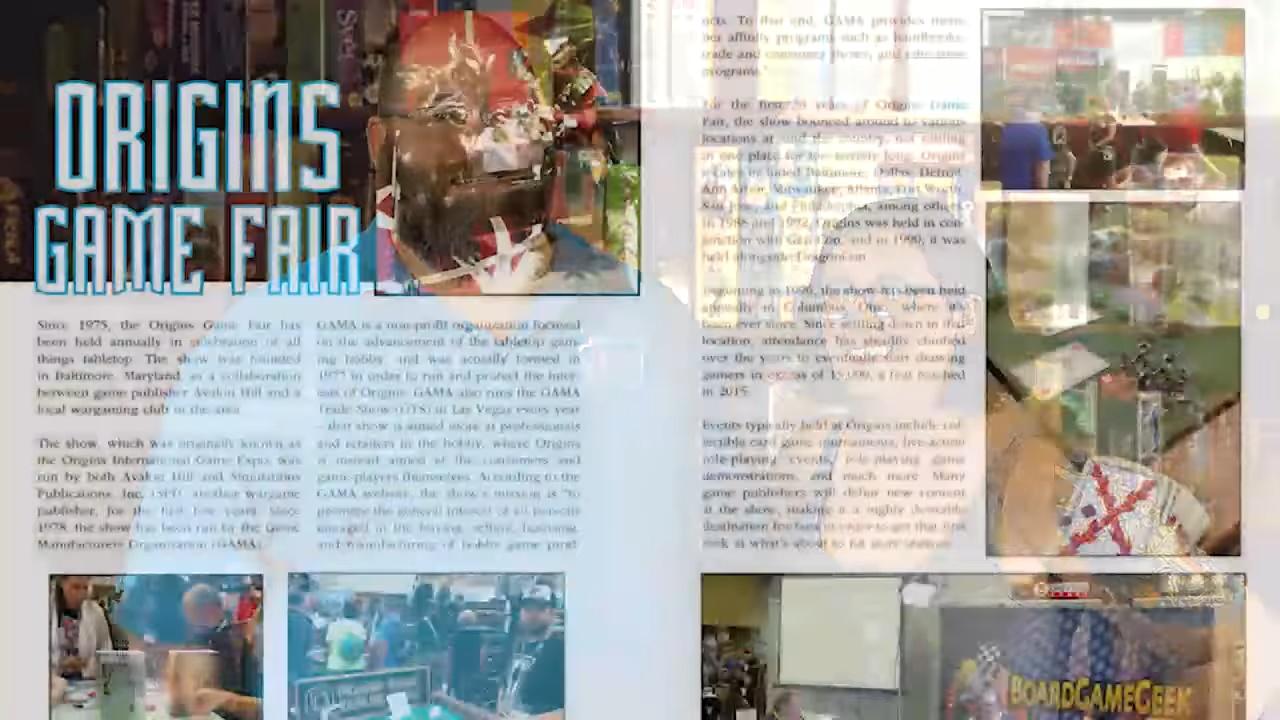 ORIGINS
GAME FAIR
Since 1975, the Origins Game Fair has
been held annually in celebration of all
things tabletop. The show was founded
in Baltimore, Maryland, as a collaboration
between game publisher Avalon Hill and a
local wargaming club in the area.
The show, which was originally known as
the Origins International Game Expo, was
run by both Avalon Hill and Simulations
Publications, Inc. (SPI), another wargame
publisher, for the first few years. Since
1978, the show has been run by the Game
Manufacturers Organization (GAMA).
GAMA is a non-profit organization focused
on the advancement of the tabletop gam-
ing hobby, and was actually formed in
1977 in order to run and protect the inter-
ests of Origins. GAMA also runs the GAMA
Trade Show (GTS) in Las Vegas every year
– that show is aimed more at professionals
and retailers in the hobby, where Origins
is instead aimed at the consumers and
game-players themselves. According to the
GAMA website, the show's mission is "to
promote the general interest of all persons
engaged in the buying, selling, licensing,
and manufacturing of hobby game prod-
ucts. To that end, GAMA provides mem-
ber affinity programs such as
trade and consumer shows, and education
programs."
For the first 20 years of Origins Game
Fair, the show bounced around to various
locations around the country, not settling
in one place for too terribly long. Origins
included Baltimore, Dallas, Detroit,
Ann Arbor, Milwaukee, Atlanta, Fort Worth,
San Jose, and Philadelphia, among others.
In 1988 and 1992, Origins was held in con-
junction with Gen Con, and in 1990, it was
held alongside DragonCon.
Beginning in 1996, the show has been held
annually in Columbus, Ohio, where it's
been ever since. Since settling down in that
location, attendance has steadily climbed
over the years to eventually start drawing
gamers in excess of 15,000, a feat reached
in 2015.
Events typically held at Origins include col-
lectible card game tournaments, live-action
role-playing events, role-playing game
demonstrations, and much more. Many
game publishers will debut new content
at the show, making it a highly desirable
destination for fans in order to get that first
look at what's about to hit store shelves.
BOARDGAMEGEEK